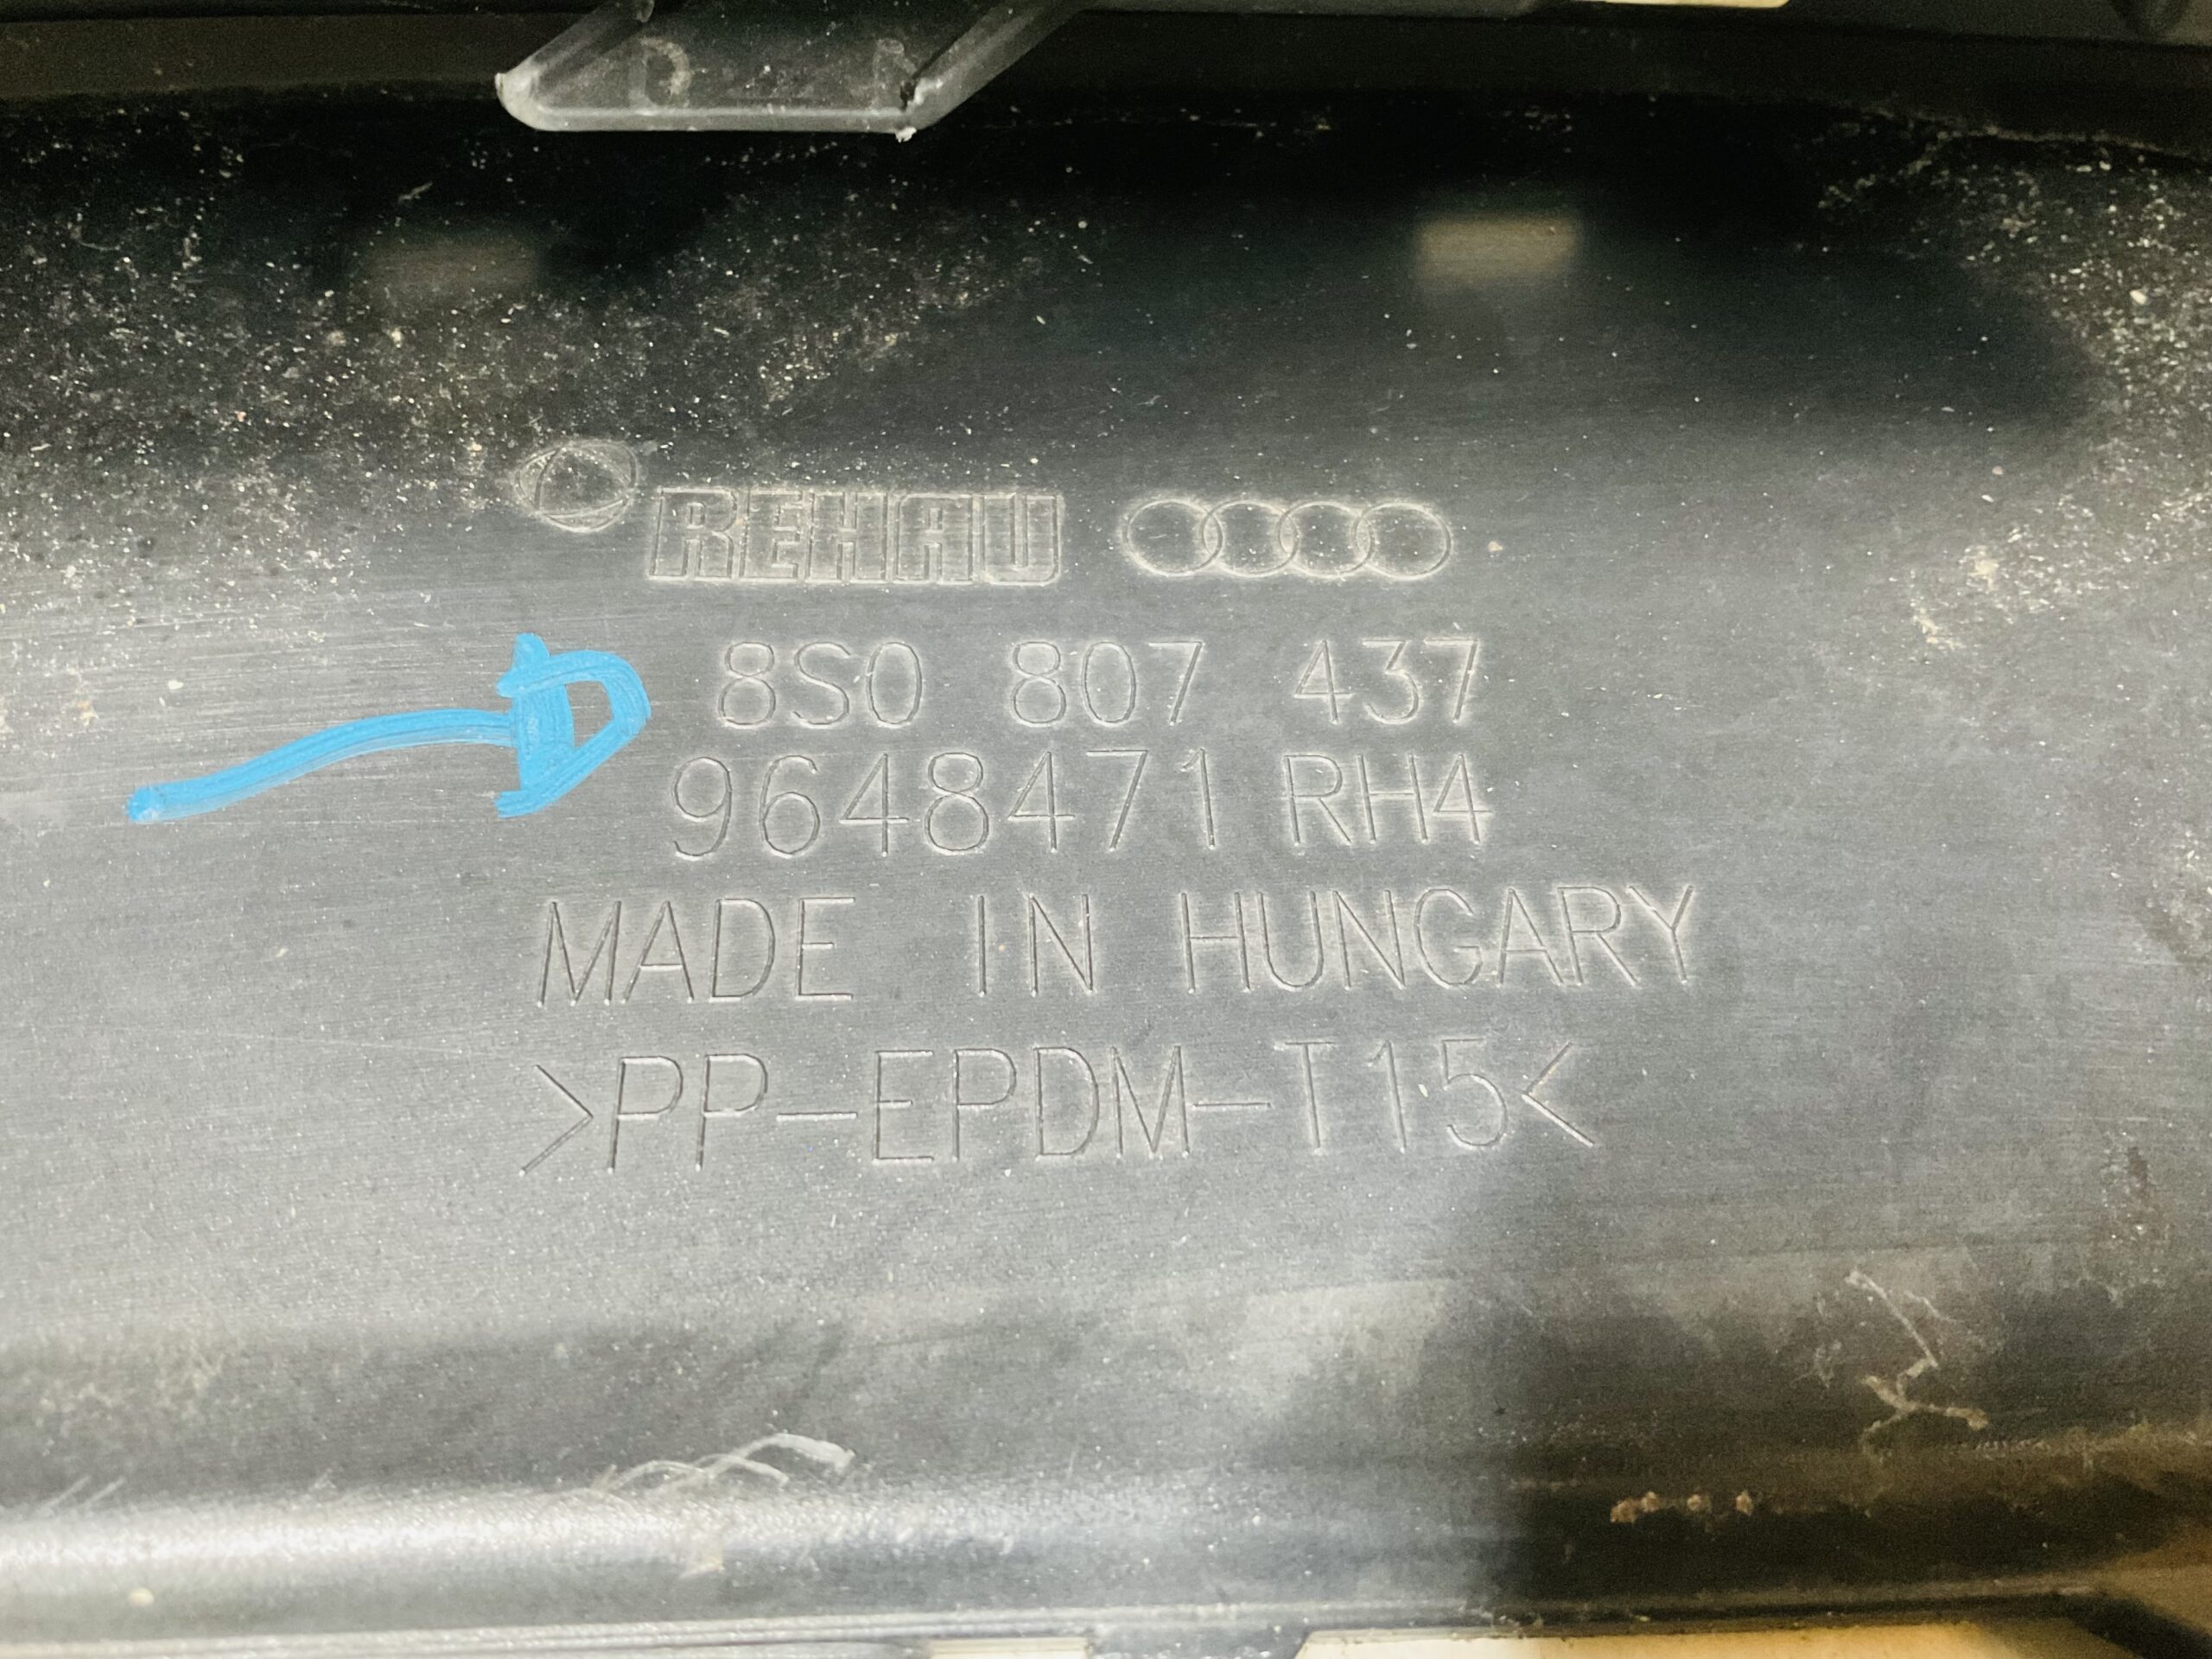 REHAU
8S0 807 437
9648471 RH4
MADE IN HUNGARY
>PP-EPDM-T15<